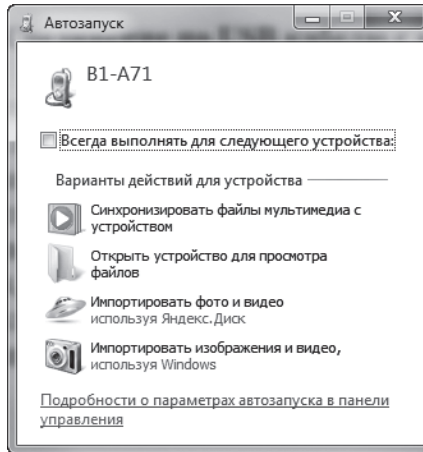 Автозапуск
B1-A71
Всегда выполнять для следующего устройства:
Варианты действий для устройства
Синхронизировать файлы мультимедиа с
устройством
Открыть устройство для просмотра
файлов
Импортировать фото и видео
используя Яндекс.Диск
Импортировать изображения и видео,
используя Windows
Подробности о параметрах автозапуска в панели
управления